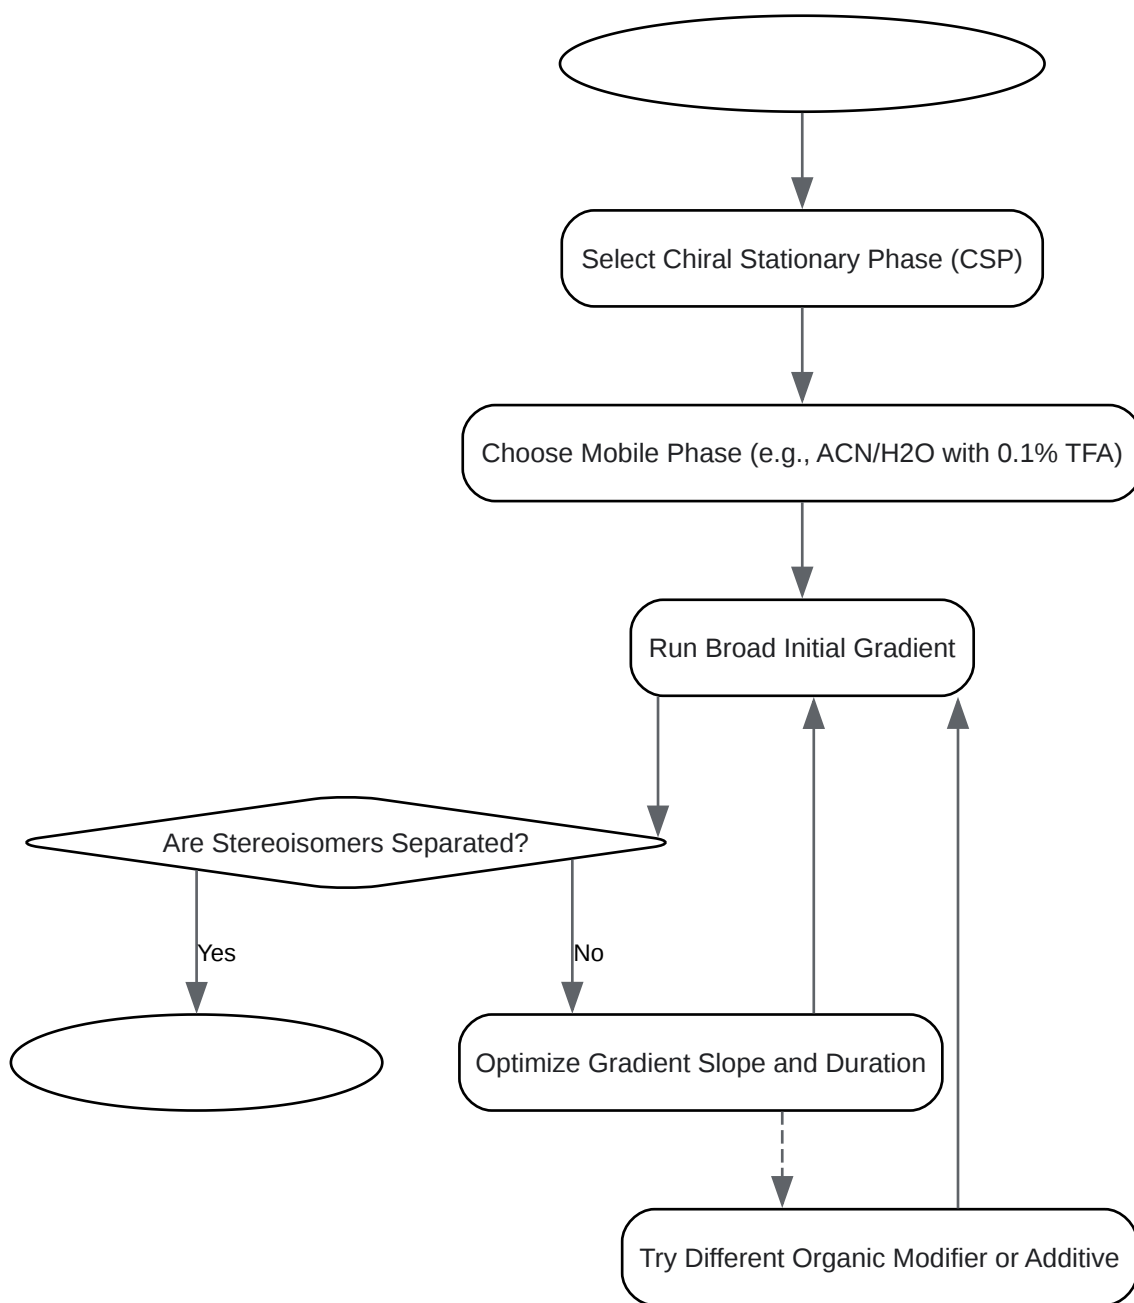 Select Chiral Stationary Phase (CSP)
Choose Mobile Phase (e.g., ACN/H2O with 0.1% TFA)
Run Broad Initial Gradient
Are Stereoisomers Separated?
Yes
No
Optimize Gradient Slope and Duration
Try Different Organic Modifier or Additive